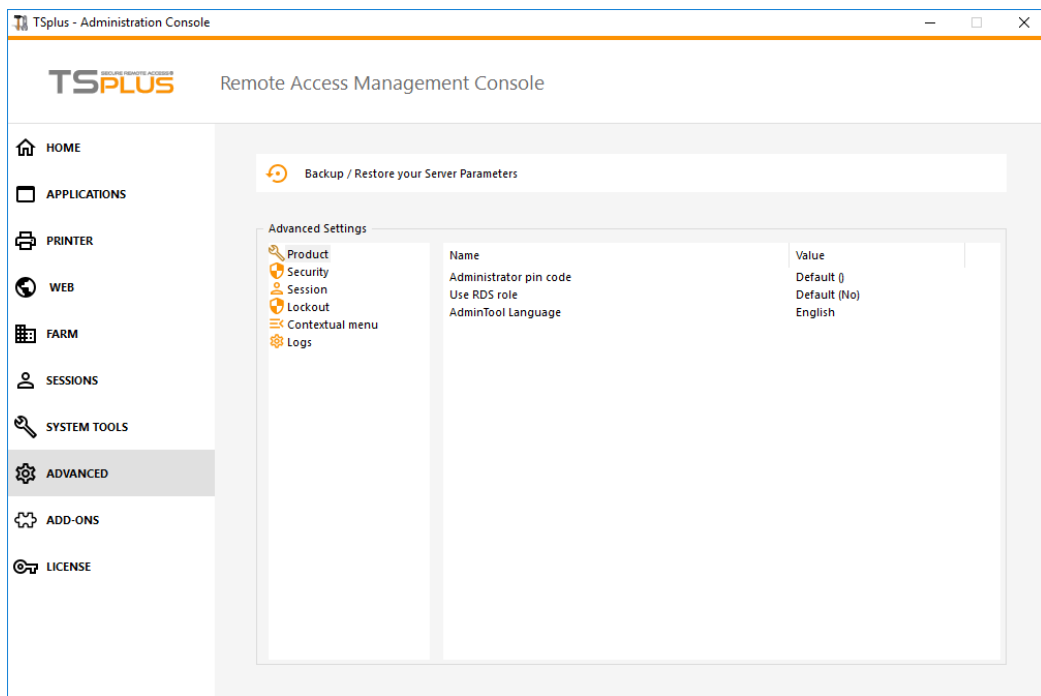 TSplus - Administration Console
SECURE REMOTE ACCESS
TSPLUS
Remote Access Management Console
HOME
APPLICATIONS
PRINTER
WEB
FARM
SESSIONS
SYSTEM TOOLS
ADVANCED
ADD-ONS
LICENSE
Backup / Restore your Server Parameters
Advanced Settings
Product
Security
Session
Lockout
Contextual menu
Logs
Name Value
Administrator pin code Default ()
Use RDS role Default (No)
AdminTool Language English